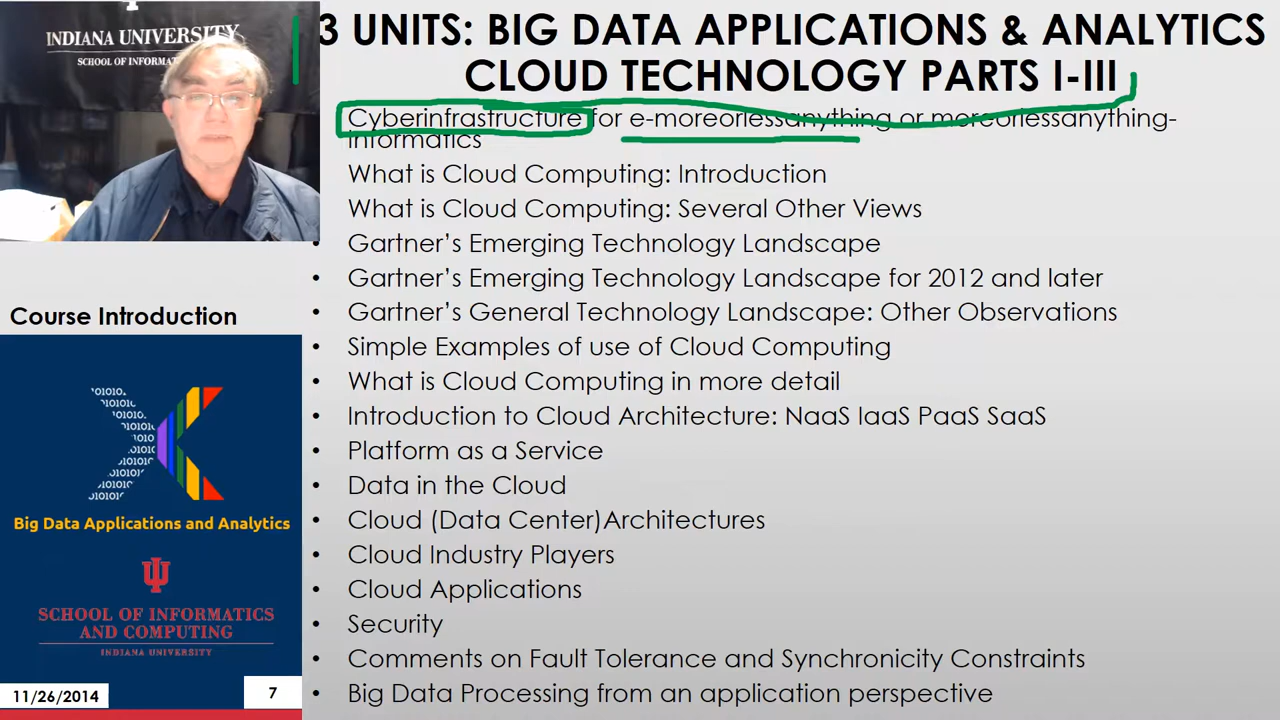 INDIANA UNIVERSITY
SCHOOL OF INFORMAT
3 UNITS: BIG DATA APPLICATIONS & ANALYTICS
CLOUD TECHNOLOGY PARTS I-III
Cyberinfrastructure for e-moreorlessanything or moreorlessanything-
informatics
What is Cloud Computing: Introduction
What is Cloud Computing: Several Other Views
• Gartner’s Emerging Technology Landscape
• Gartner’s Emerging Technology Landscape for 2012 and later
• Gartner’s General Technology Landscape: Other Observations
• Simple Examples of use of Cloud Computing
• What is Cloud Computing in more detail
• Introduction to Cloud Architecture: NaaS IaaS PaaS SaaS
• Platform as a Service
• Data in the Cloud
• Cloud (Data Center)Architectures
• Cloud Industry Players
• Cloud Applications
• Security
• Comments on Fault Tolerance and Synchronicity Constraints
• Big Data Processing from an application perspective
Course Introduction
Big Data Applications and Analytics
SCHOOL OF INFORMATICS
AND COMPUTING
INDIANA UNIVERSITY
11/26/2014
7